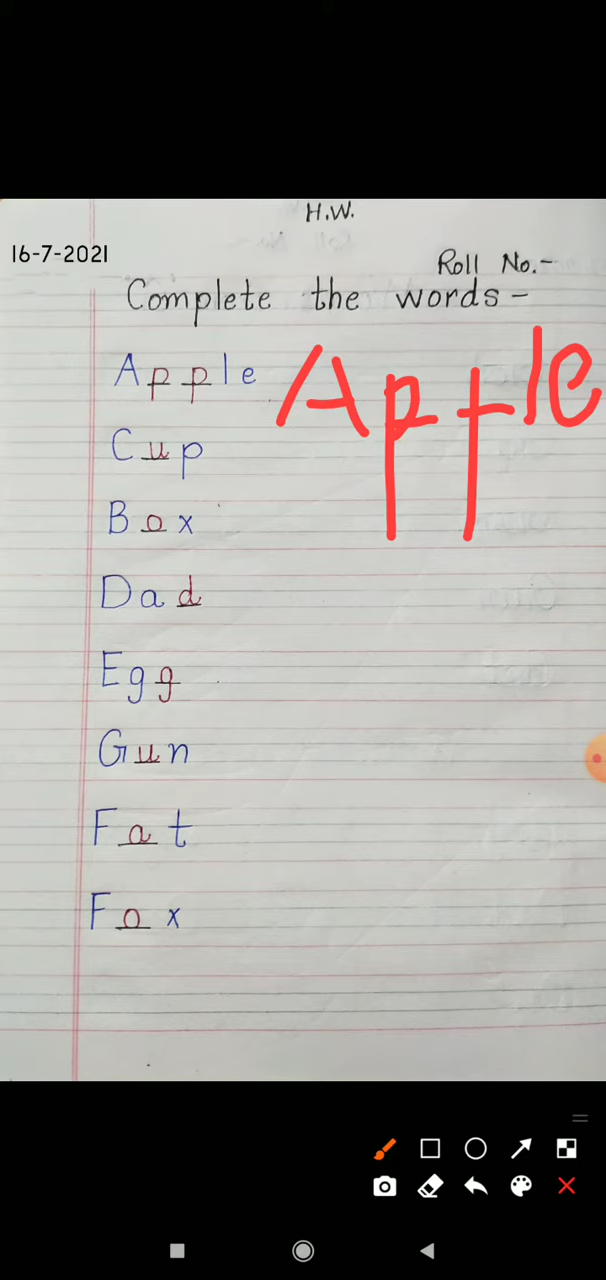 H.W.
16-7-2021
Roll No.-
Complete the words-
Apple Apple
Cup
Box
Dad
Egg
Gun
Fat
Fox